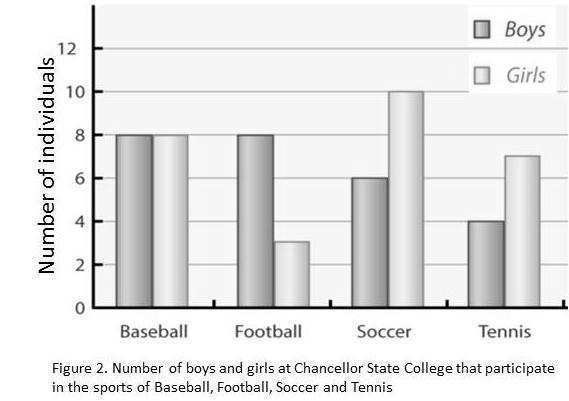 Boys
Girls
Number of individuals
12
10
8
6
4
2
0
Baseball Football Soccer Tennis
Figure 2. Number of boys and girls at Chancellor State College that participate
in the sports of Baseball, Football, Soccer and Tennis